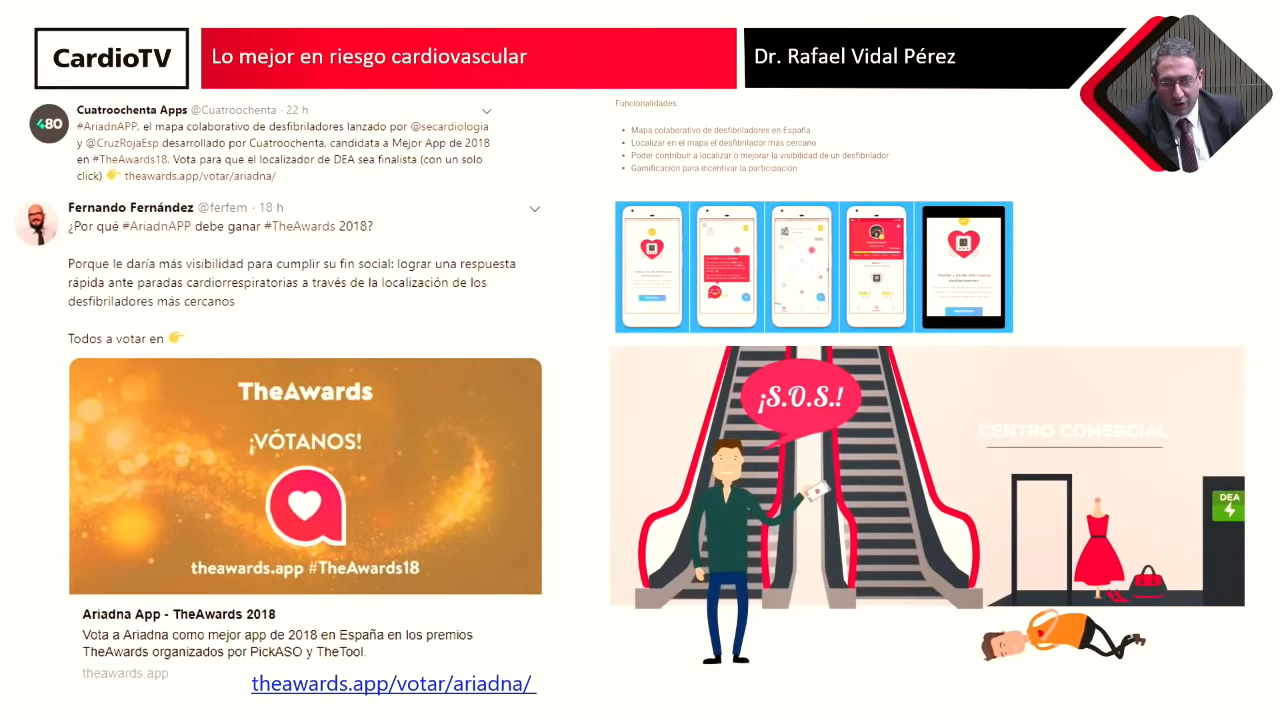 CardioTV
Lo mejor en riesgo cardiovascular
Dr. Rafael Vidal Pérez
480
Cuatroochenta Apps @Cuatroochenta · 22 h
#AriadnAPP, el mapa colaborativo de desfibriladores lanzado por @secardiologia
y @CruzRojaEsp desarrollado por Cuatroochenta, candidata a Mejor App de 2018
en #TheAwards18. Vota para que el localizador de DEA sea finalista (con un solo
click) 👉 theawards.app/votar/ariadna/
Fernando Fernández @ferfem · 18 h
¿Por qué #AriadnAPP debe ganar #TheAwards 2018?
Porque le daría más visibilidad para cumplir su fin social: lograr una respuesta
rápida ante paradas cardiorrespiratorias a través de la localización de los
desfibriladores más cercanos
Todos a votar en 👉
TheAwards
¡VÓTANOS!
theawards.app #TheAwards18
Ariadna App - TheAwards 2018
Vota a Ariadna como mejor app de 2018 en España en los premios
TheAwards organizados por PickASO y TheTool.
theawards app
theawards.app/votar/ariadna/
Funcionalidades:
• Mapa colaborativo de desfibriladores en España
• Localizar en el mapa el desfibrilador más cercano
• Poder contribuir a localizar o mejorar la visibilidad de un desfibrilador
• Gamificación para incentivar la participación
¡S.O.S.!
CENTRO COMERCIAL
DEA